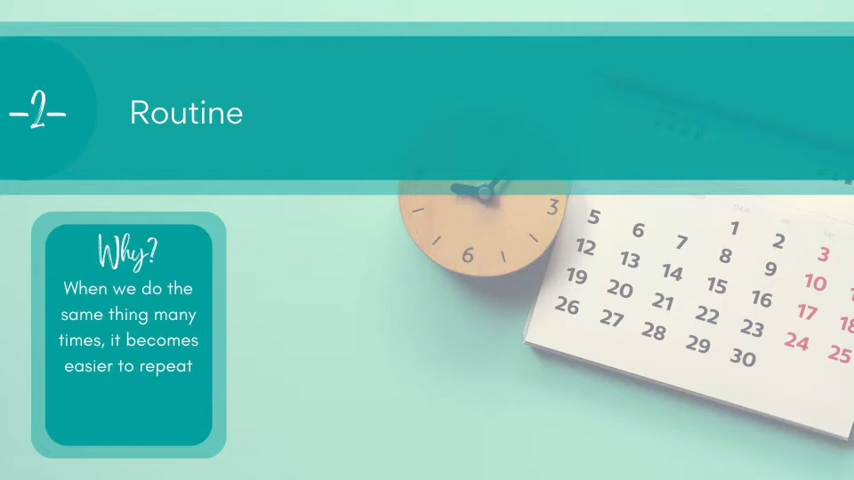 -2-
Routine
Why?
When we do the
same thing many
times, it becomes
easier to repeat
3
6
1 2 3
5 6 7 8 9 10
12 13 14 15 16 17 18
19 20 21 22 23 24 25
26 27 28 29 30